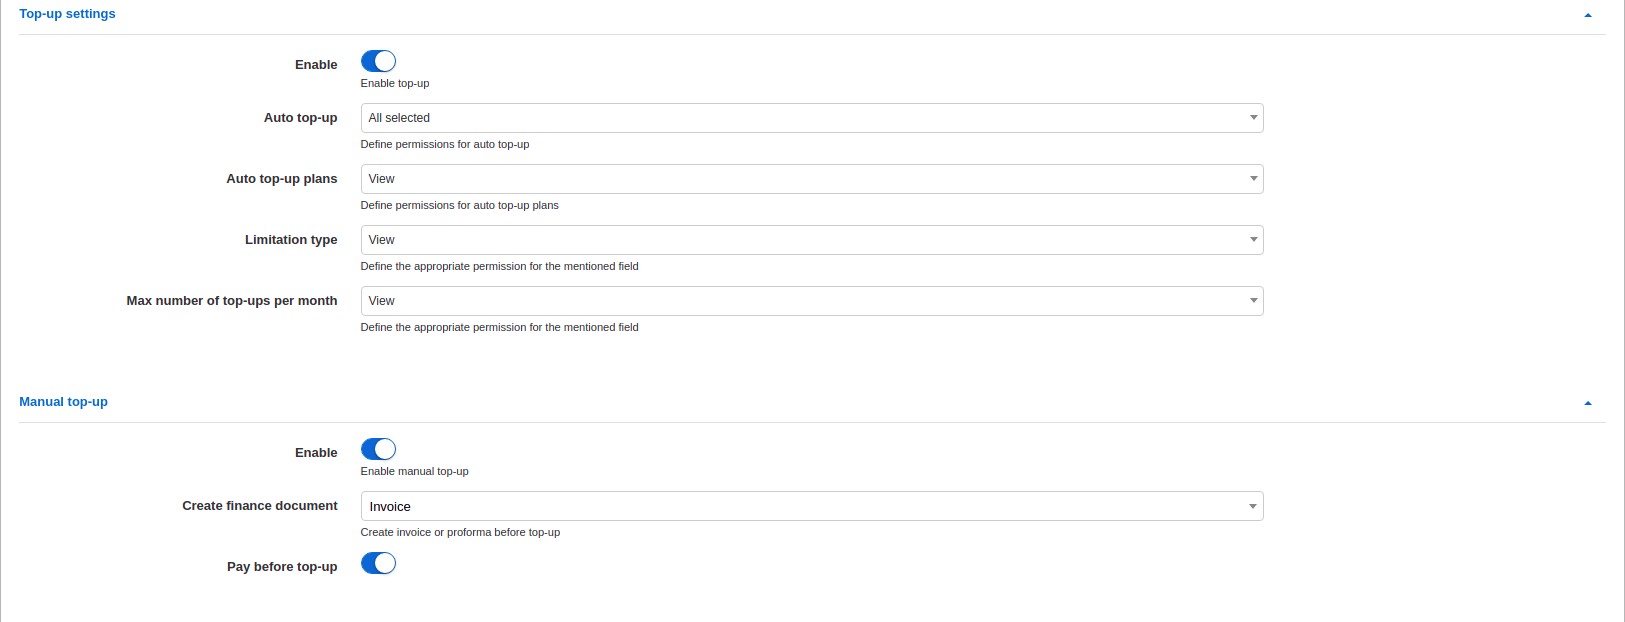 Top-up settings
Enable
Enable top-up
Auto top-up All selected
Define permissions for auto top-up
Auto top-up plans View
Define permissions for auto top-up plans
Limitation type View
Define the appropriate permission for the mentioned field
Max number of top-ups per month View
Define the appropriate permission for the mentioned field
Manual top-up
Enable
Enable manual top-up
Create finance document Invoice
Create invoice or proforma before top-up
Pay before top-up